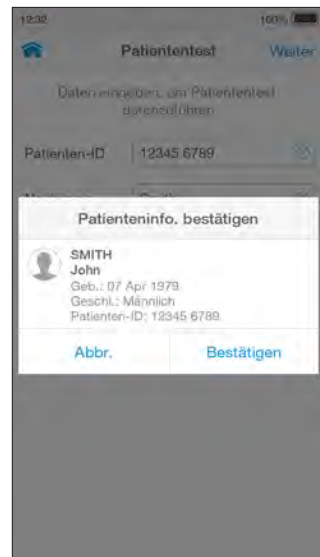 12:32 100%
Patiententest Weiter
Daten eingeben, um Patiententest
durchzuführen
Patienten-ID 12345 6789
Patienteninfo. bestätigen
SMITH
John
Geb.: 07 Apr 1979
Geschl.: Männlich
Patienten-ID: 12345 6789
Abbr. Bestätigen